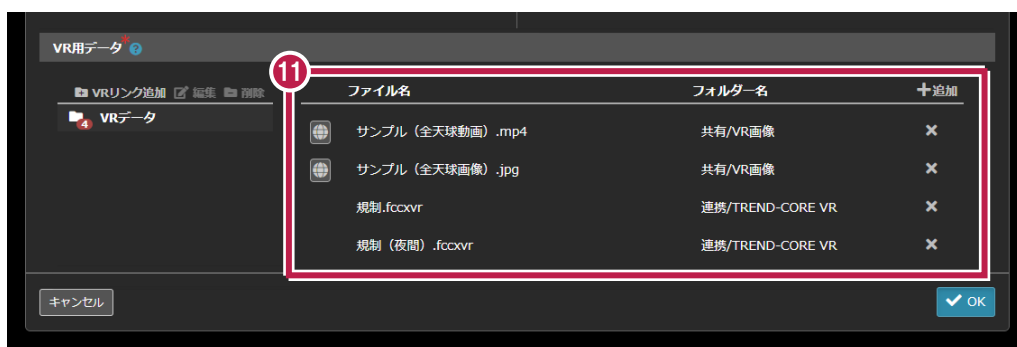 VR用データ*?
11
VRリンク追加 編集 削除
ファイル名 フォルダー名 +追加
4 VRデータ
サンプル（全天球動画）.mp4 共有/VR画像 ×
サンプル（全天球画像）.jpg 共有/VR画像 ×
規制.fccxvr 連携/TREND-CORE VR ×
規制（夜間）.fccxvr 連携/TREND-CORE VR ×
キャンセル OK